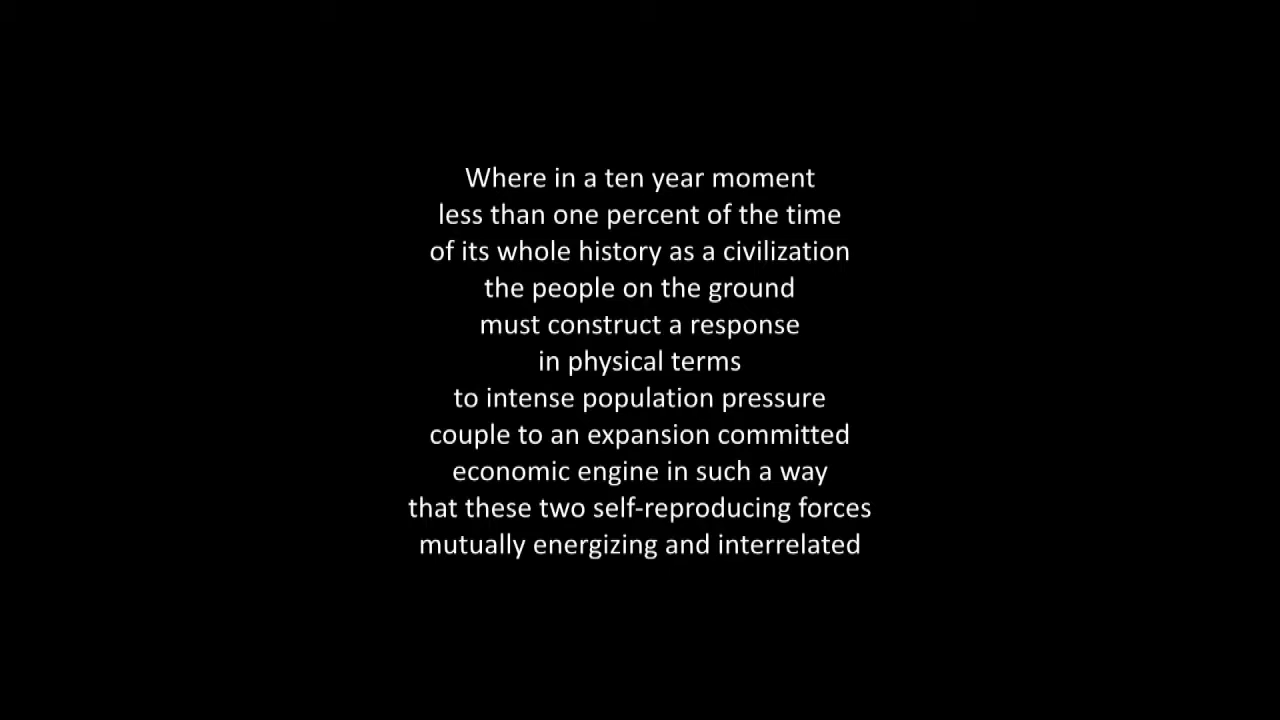 Where in a ten year moment
less than one percent of the time
of its whole history as a civilization
the people on the ground
must construct a response
in physical terms
to intense population pressure
couple to an expansion committed
economic engine in such a way
that these two self-reproducing forces
mutually energizing and interrelated